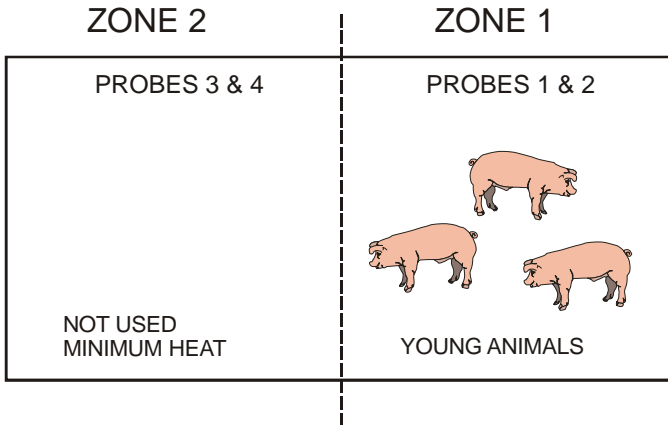 ZONE 2
ZONE 1
PROBES 3 & 4
PROBES 1 & 2
NOT USED
MINIMUM HEAT
YOUNG ANIMALS